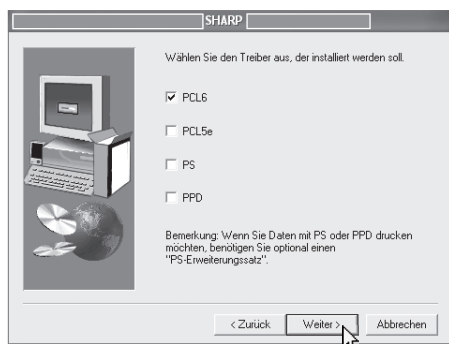 SHARP
Wählen Sie den Treiber aus, der installiert werden soll.
PCL6
PCL5e
PS
PPD
Bemerkung: Wenn Sie Daten mit PS oder PPD drucken
möchten, benötigen Sie optional einen
"PS-Erweiterungssatz".
< Zurück
Weiter >
Abbrechen